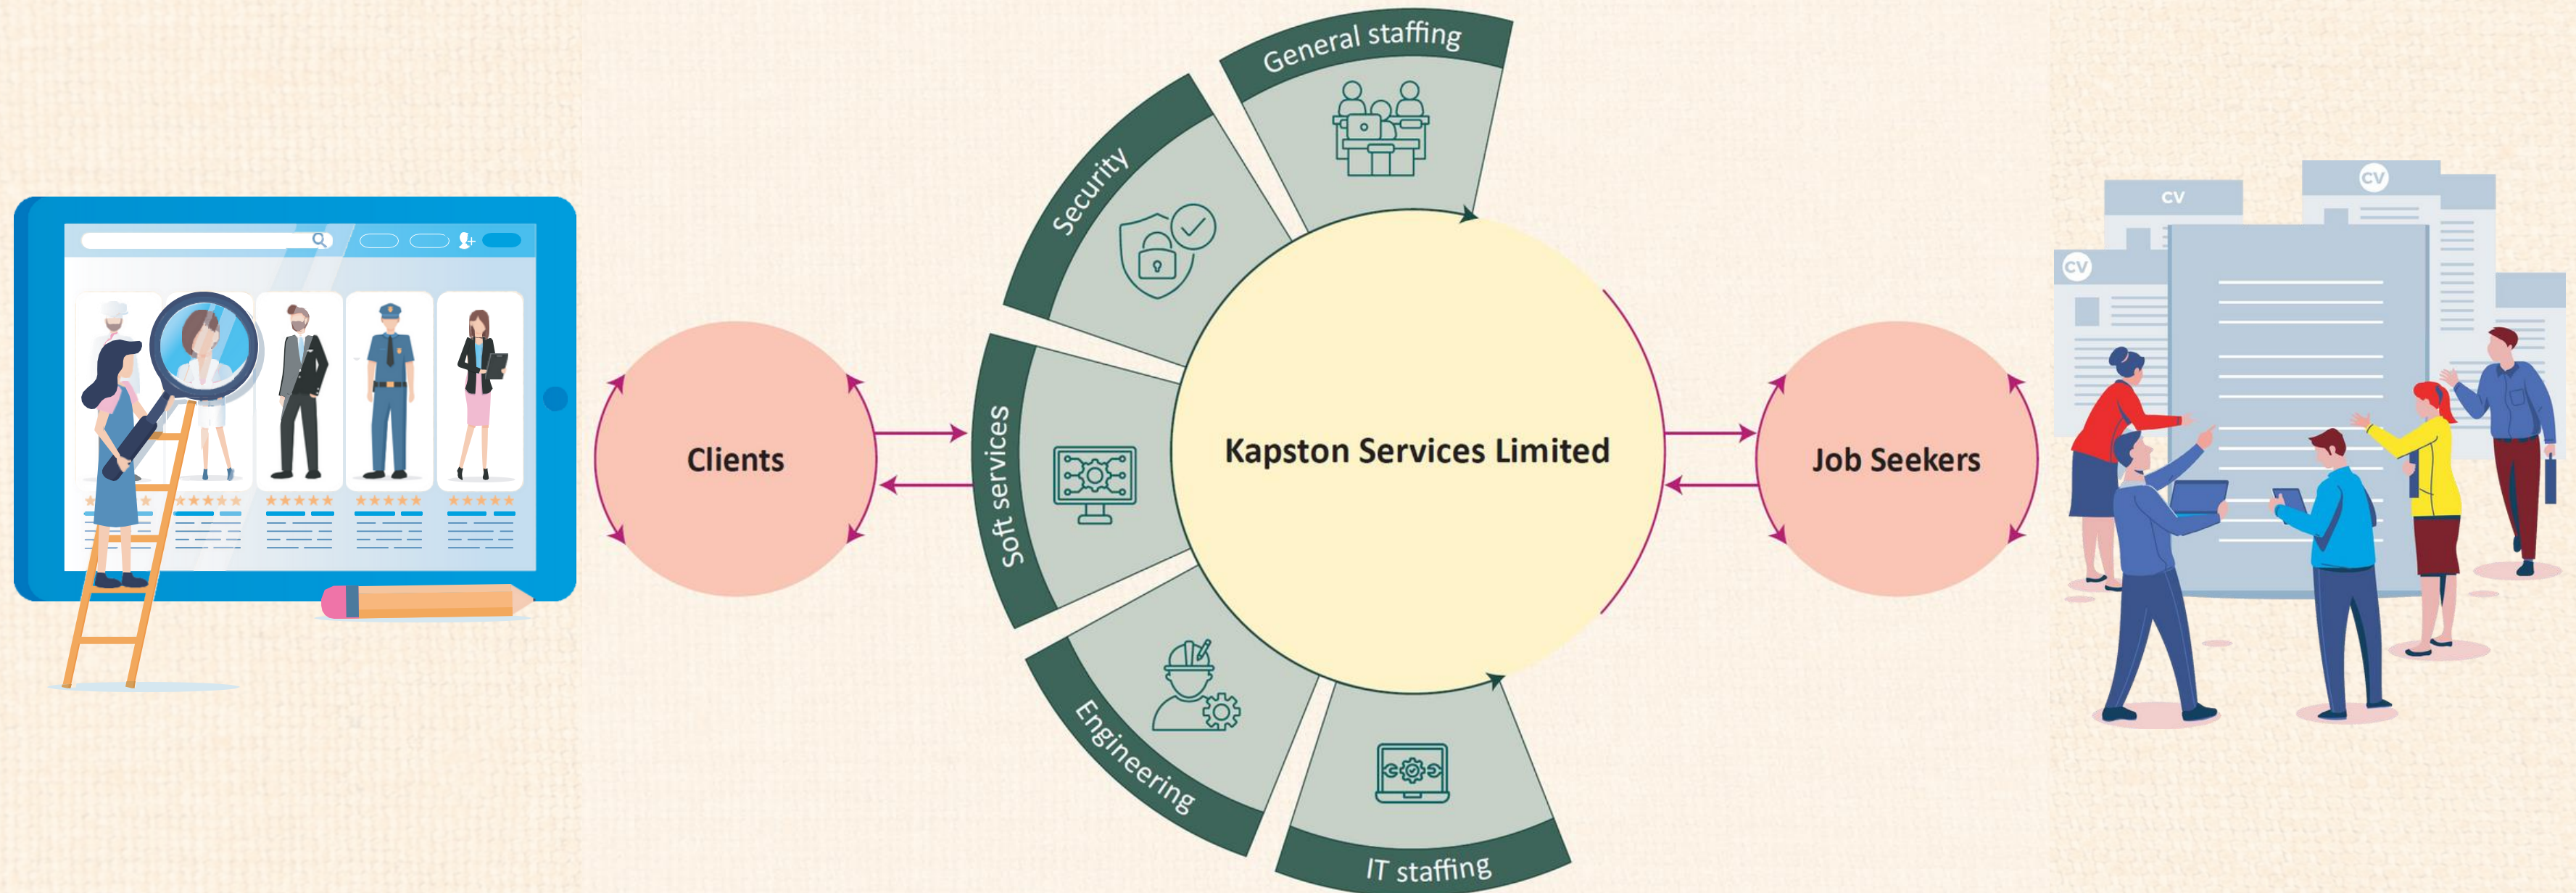 General staffing
Security
Soft services
Engineering
IT staffing
Clients
Kapston Services Limited
Job Seekers
CV
CV
CV